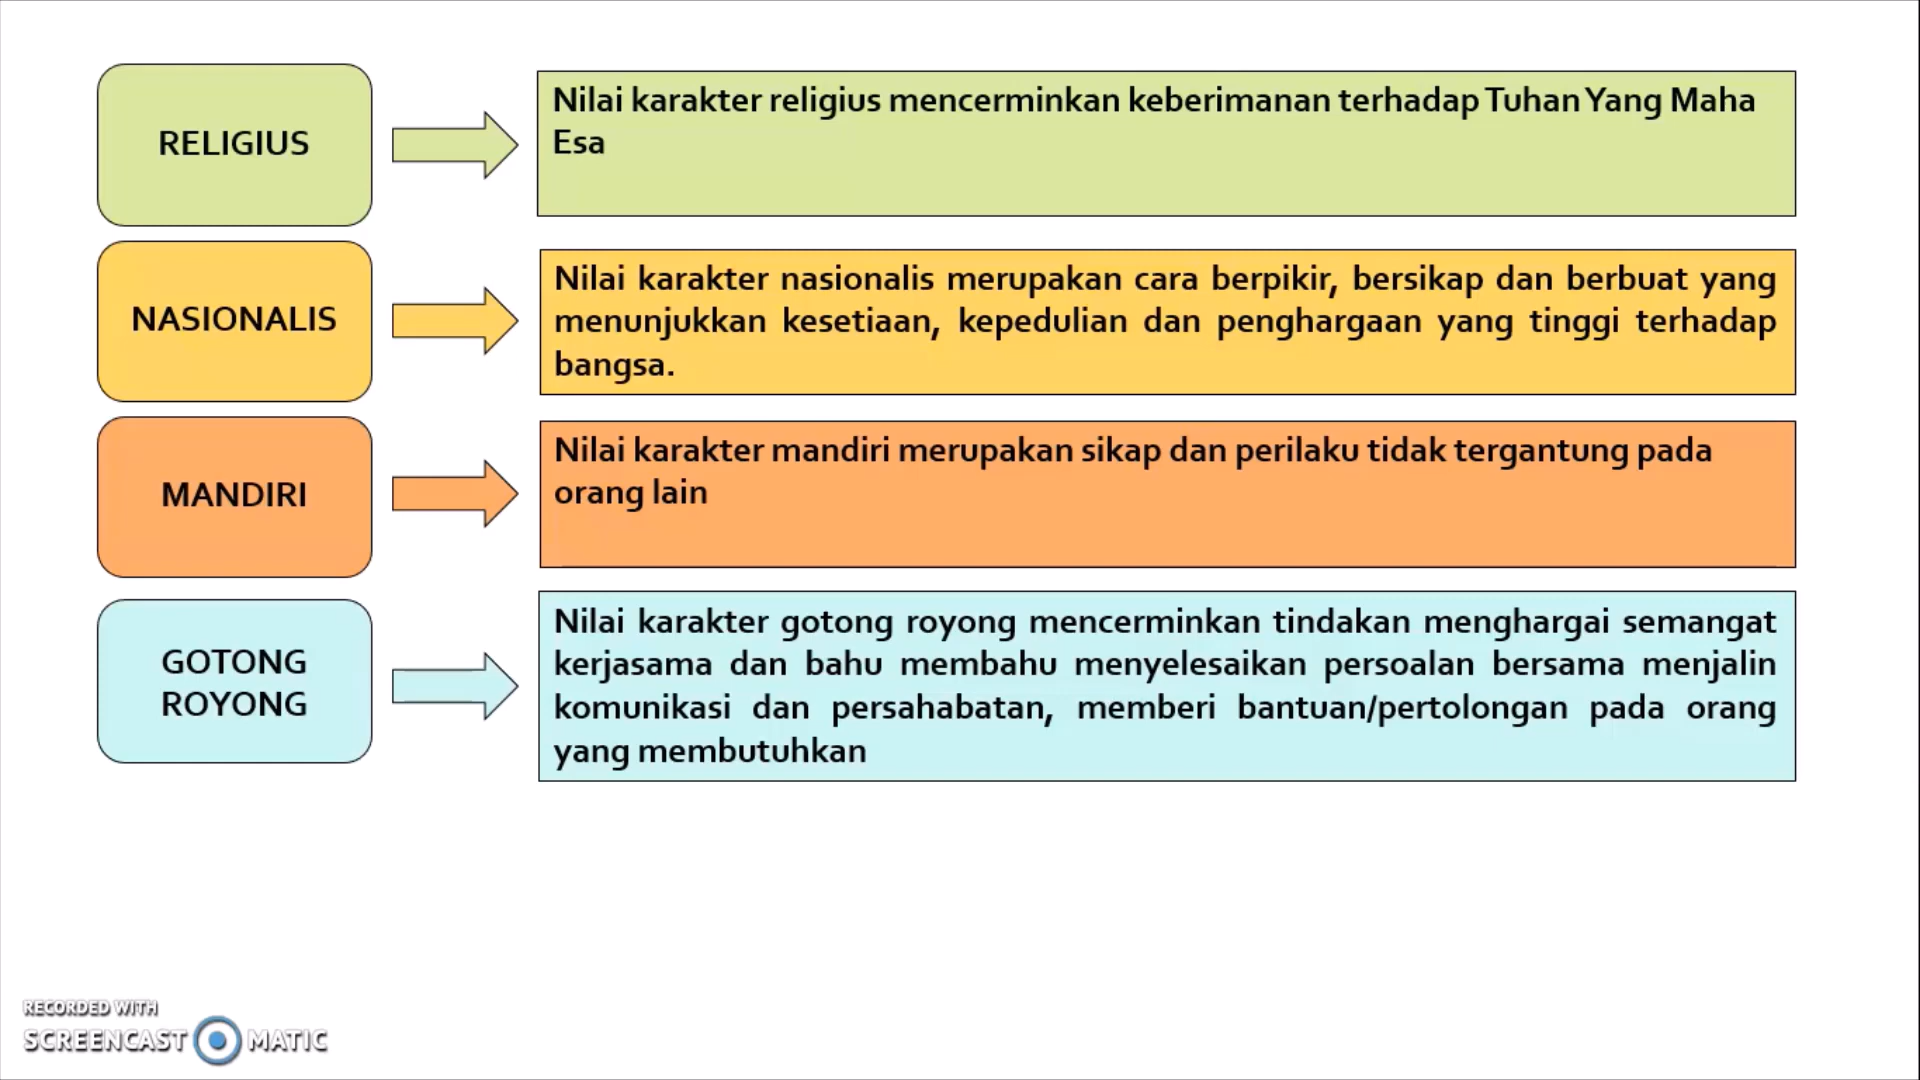 RELIGIUS
Nilai karakter religius mencerminkan keberimanan terhadap Tuhan Yang Maha
Esa
NASIONALIS
Nilai karakter nasionalis merupakan cara berpikir, bersikap dan berbuat yang
menunjukkan kesetiaan, kepedulian dan penghargaan yang tinggi terhadap
bangsa.
MANDIRI
Nilai karakter mandiri merupakan sikap dan perilaku tidak tergantung pada
orang lain
GOTONG
ROYONG
Nilai karakter gotong royong mencerminkan tindakan menghargai semangat
kerjasama dan bahu membahu menyelesaikan persoalan bersama menjalin
komunikasi dan persahabatan, memberi bantuan/pertolongan pada orang
yang membutuhkan
RECORDED WITH
SCREENCAST MATIC